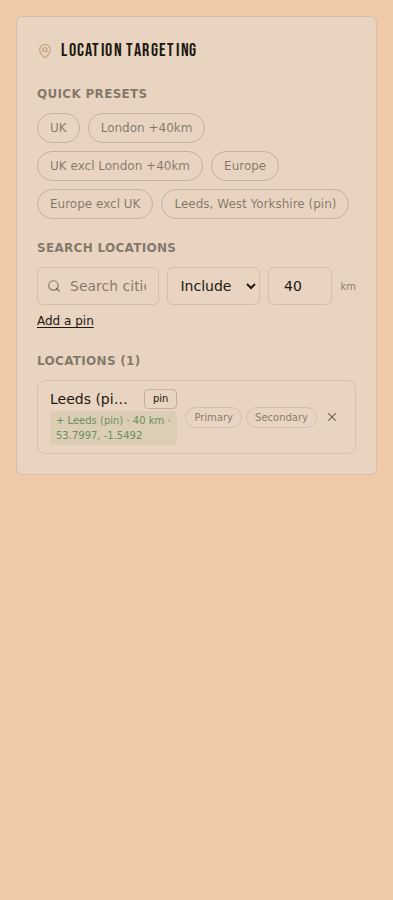 LOCATION TARGETING
QUICK PRESETS
UK
London +40km
UK excl London +40km
Europe
Europe excl UK
Leeds, West Yorkshire (pin)
SEARCH LOCATIONS
Search citi
Include
40
km
Add a pin
LOCATIONS (1)
Leeds (pi...
pin
+ Leeds (pin) · 40 km ·
53.7997, -1.5492
Primary
Secondary